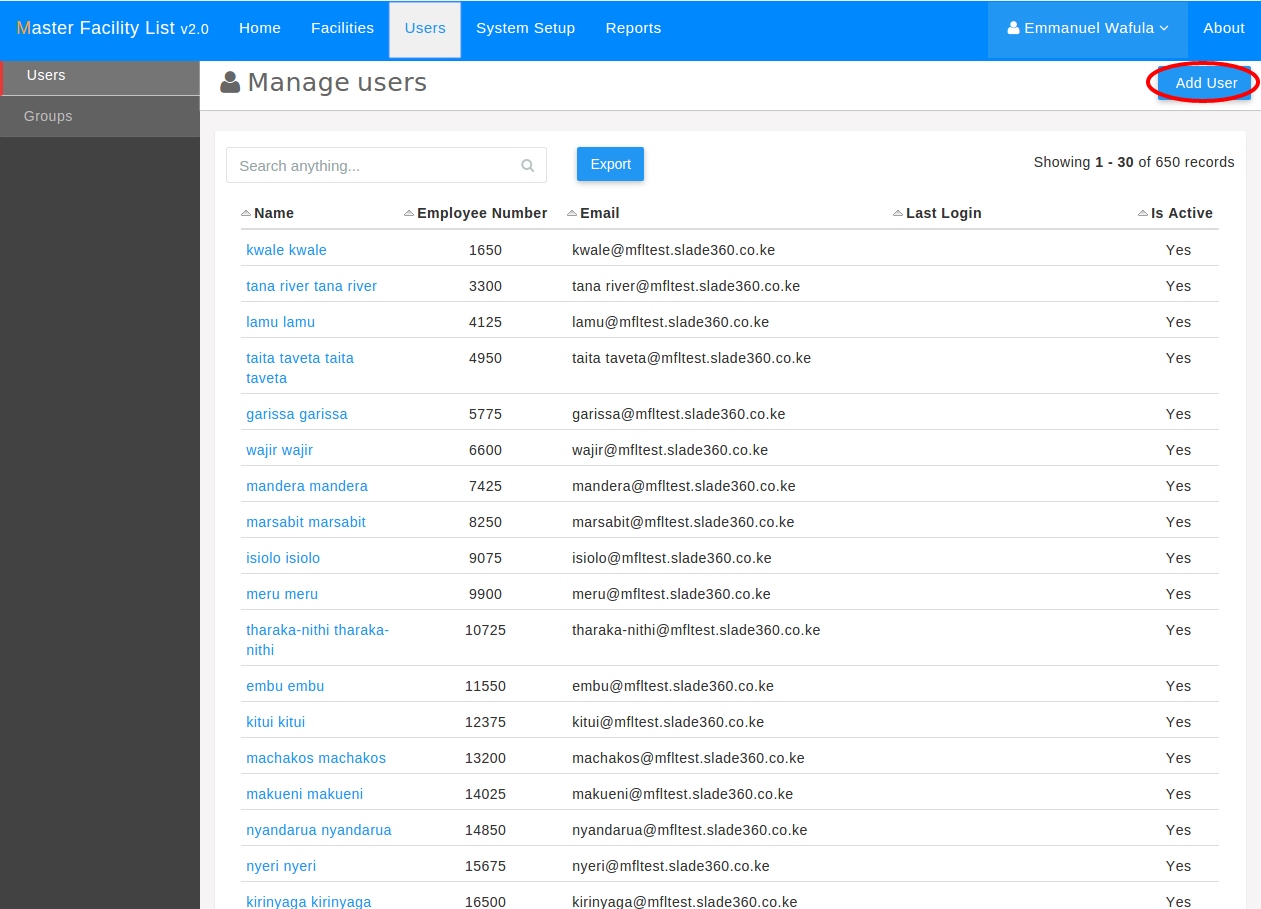 Master Facility List v2.0 Home Facilities Users System Setup Reports Emmanuel Wafula About
Users
Groups
Manage users
Add User
Search anything...
Export
Showing 1 - 30 of 650 records
Name Employee Number Email Last Login Is Active
kwale kwale 1650 kwale@mfltest.slade360.co.ke Yes
tana river tana river 3300 tana river@mfltest.slade360.co.ke Yes
lamu lamu 4125 lamu@mfltest.slade360.co.ke Yes
taita taveta taita 4950 taita taveta@mfltest.slade360.co.ke Yes
taveta
garissa garissa 5775 garissa@mfltest.slade360.co.ke Yes
wajir wajir 6600 wajir@mfltest.slade360.co.ke Yes
mandera mandera 7425 mandera@mfltest.slade360.co.ke Yes
marsabit marsabit 8250 marsabit@mfltest.slade360.co.ke Yes
isiolo isiolo 9075 isiolo@mfltest.slade360.co.ke Yes
meru meru 9900 meru@mfltest.slade360.co.ke Yes
tharaka-nithi tharaka- 10725 tharaka-nithi@mfltest.slade360.co.ke Yes
nithi
embu embu 11550 embu@mfltest.slade360.co.ke Yes
kitui kitui 12375 kitui@mfltest.slade360.co.ke Yes
machakos machakos 13200 machakos@mfltest.slade360.co.ke Yes
makueni makueni 14025 makueni@mfltest.slade360.co.ke Yes
nyandarua nyandarua 14850 nyandarua@mfltest.slade360.co.ke Yes
nyeri nyeri 15675 nyeri@mfltest.slade360.co.ke Yes
kirinyaga kirinyaga 16500 kirinyaga@mfltest.slade360.co.ke Yes